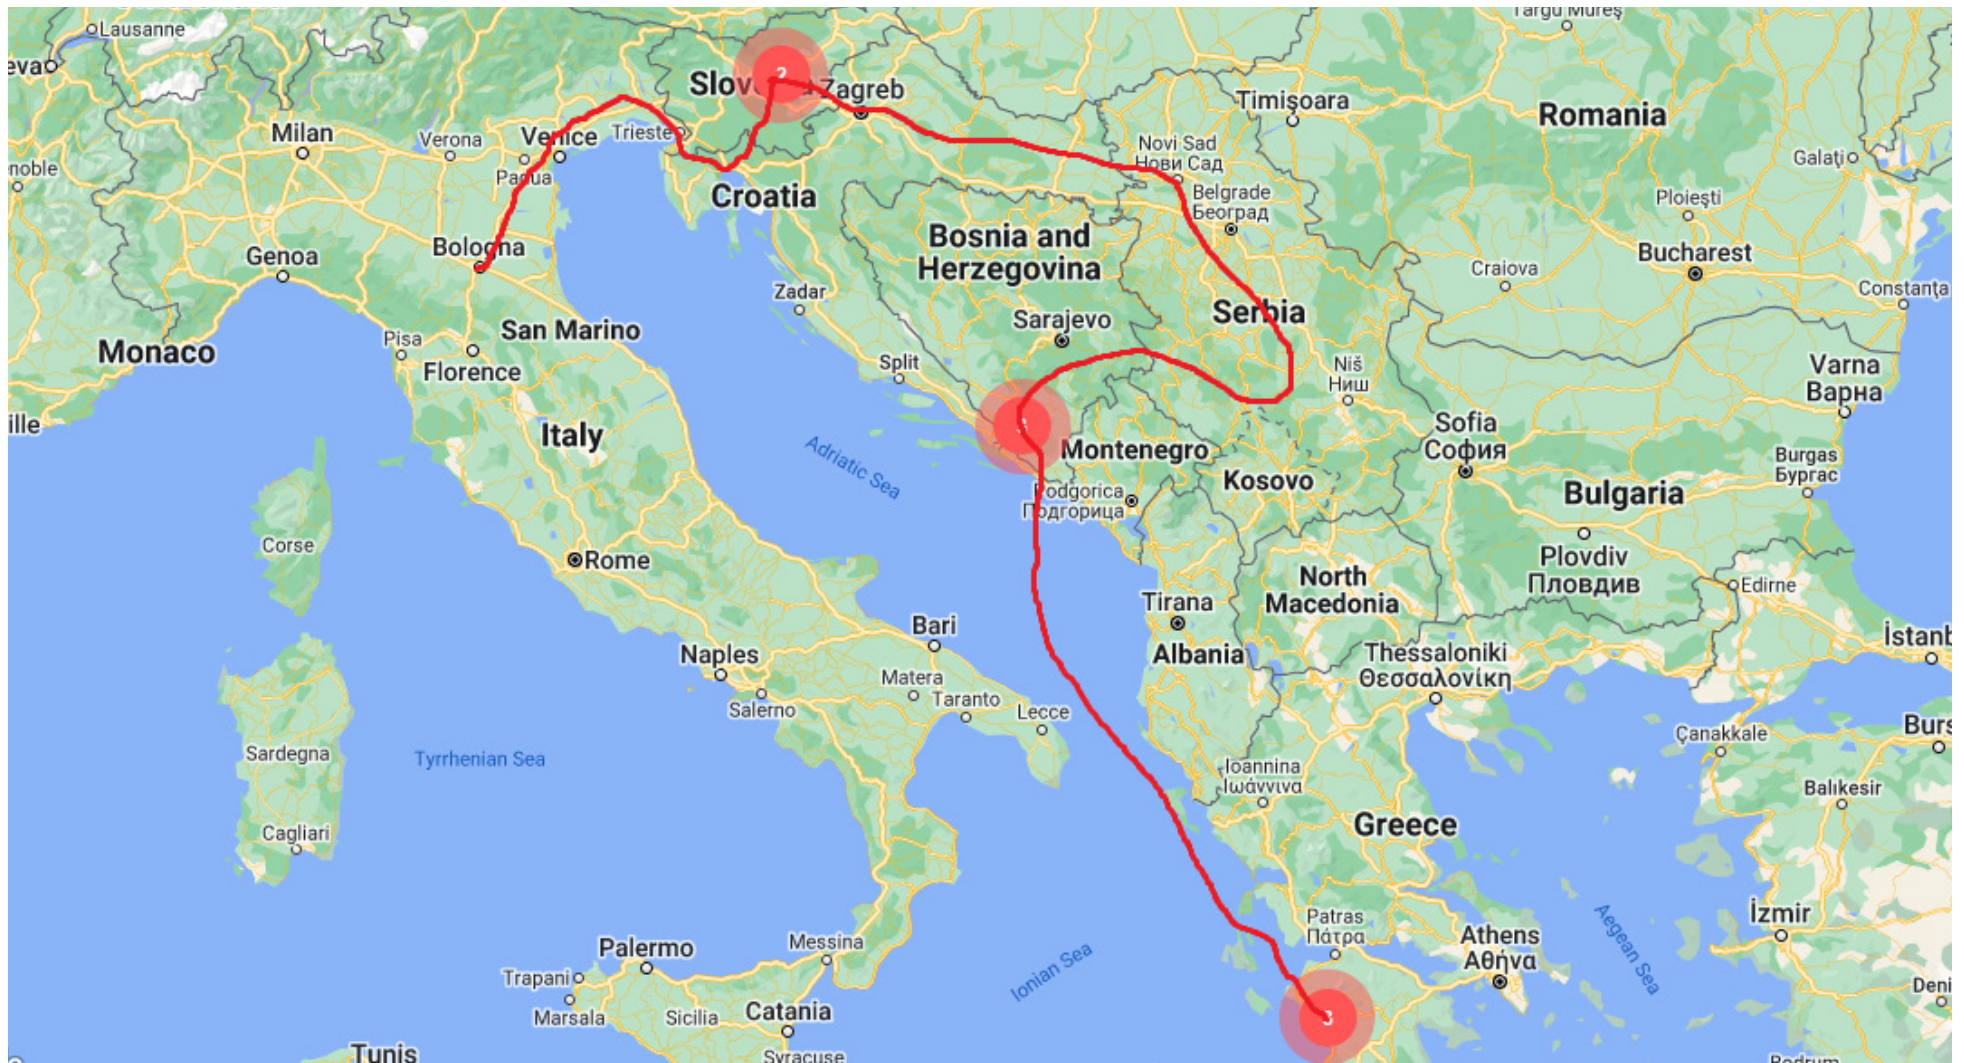 Lausanne
Târgu Mureș
eva
Slov
2
Zagreb
Timișoara
Romania
Milan
Verona
Venice
Trieste
Novi Sad
Нови Сад
Galați
enoble
Padua
Croatia
Belgrade
Београд
Ploiești
Bologna
Genoa
Bosnia and
Herzegovina
Bucharest
Craiova
Constanța
Zadar
Serbia
Sarajevo
San Marino
Pisa
Monaco
Florence
Split
Niš
Ниш
Varna
Варна
ille
Italy
Adriatic Sea
Montenegro
Sofia
София
Kosovo
Burgas
Бургас
Podgorica
Подгорица
Bulgaria
Corse
Rome
Plovdiv
Пловдив
North
Macedonia
Edirne
Tirana
Bari
Albania
Thessaloniki
Θεσσαλονίκη
İstanb
Naples
Matera
Salerno
Taranto
Lecce
Çanakkale
Burs
Sardegna
Tyrrhenian Sea
Ioannina
Ιωάννινα
Balıkesir
Cagliari
Greece
Patras
Πάτρα
Athens
Αθήνα
Aegean Sea
İzmir
Palermo
Messina
Trapani
Ionian Sea
Deni
Marsala
Sicilia
Catania
3
Tunis
Syracuse
Bodrum